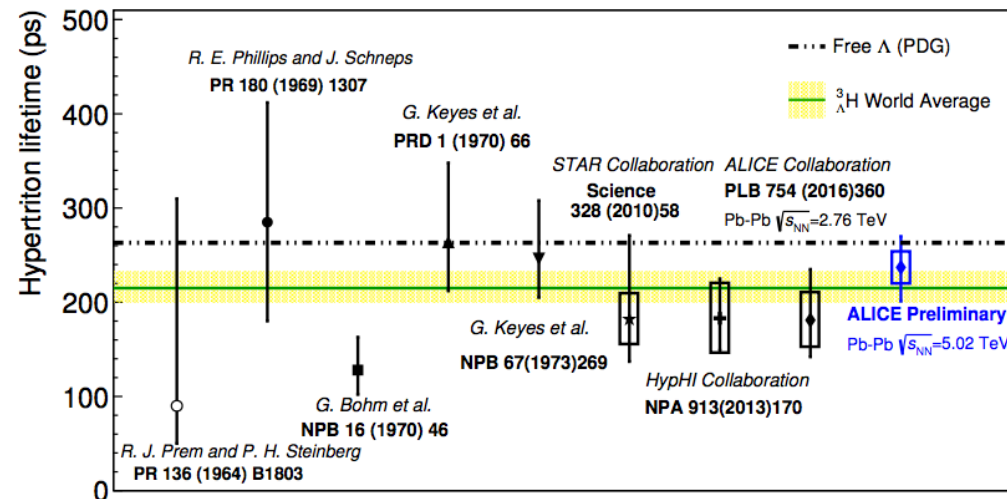 Hypertriton lifetime (ps)
500
400
300
200
100
0
Free Λ (PDG)
³ΛH World Average
R. E. Phillips and J. Schneps
PR 180 (1969) 1307
G. Keyes et al.
PRD 1 (1970) 66
STAR Collaboration
Science
328 (2010)58
ALICE Collaboration
PLB 754 (2016)360
Pb-Pb √sNN=2.76 TeV
G. Keyes et al.
NPB 67(1973)269
ALICE Preliminary
Pb-Pb √sNN=5.02 TeV
HypHI Collaboration
NPA 913(2013)170
G. Bohm et al.
NPB 16 (1970) 46
R. J. Prem and P. H. Steinberg
PR 136 (1964) B1803